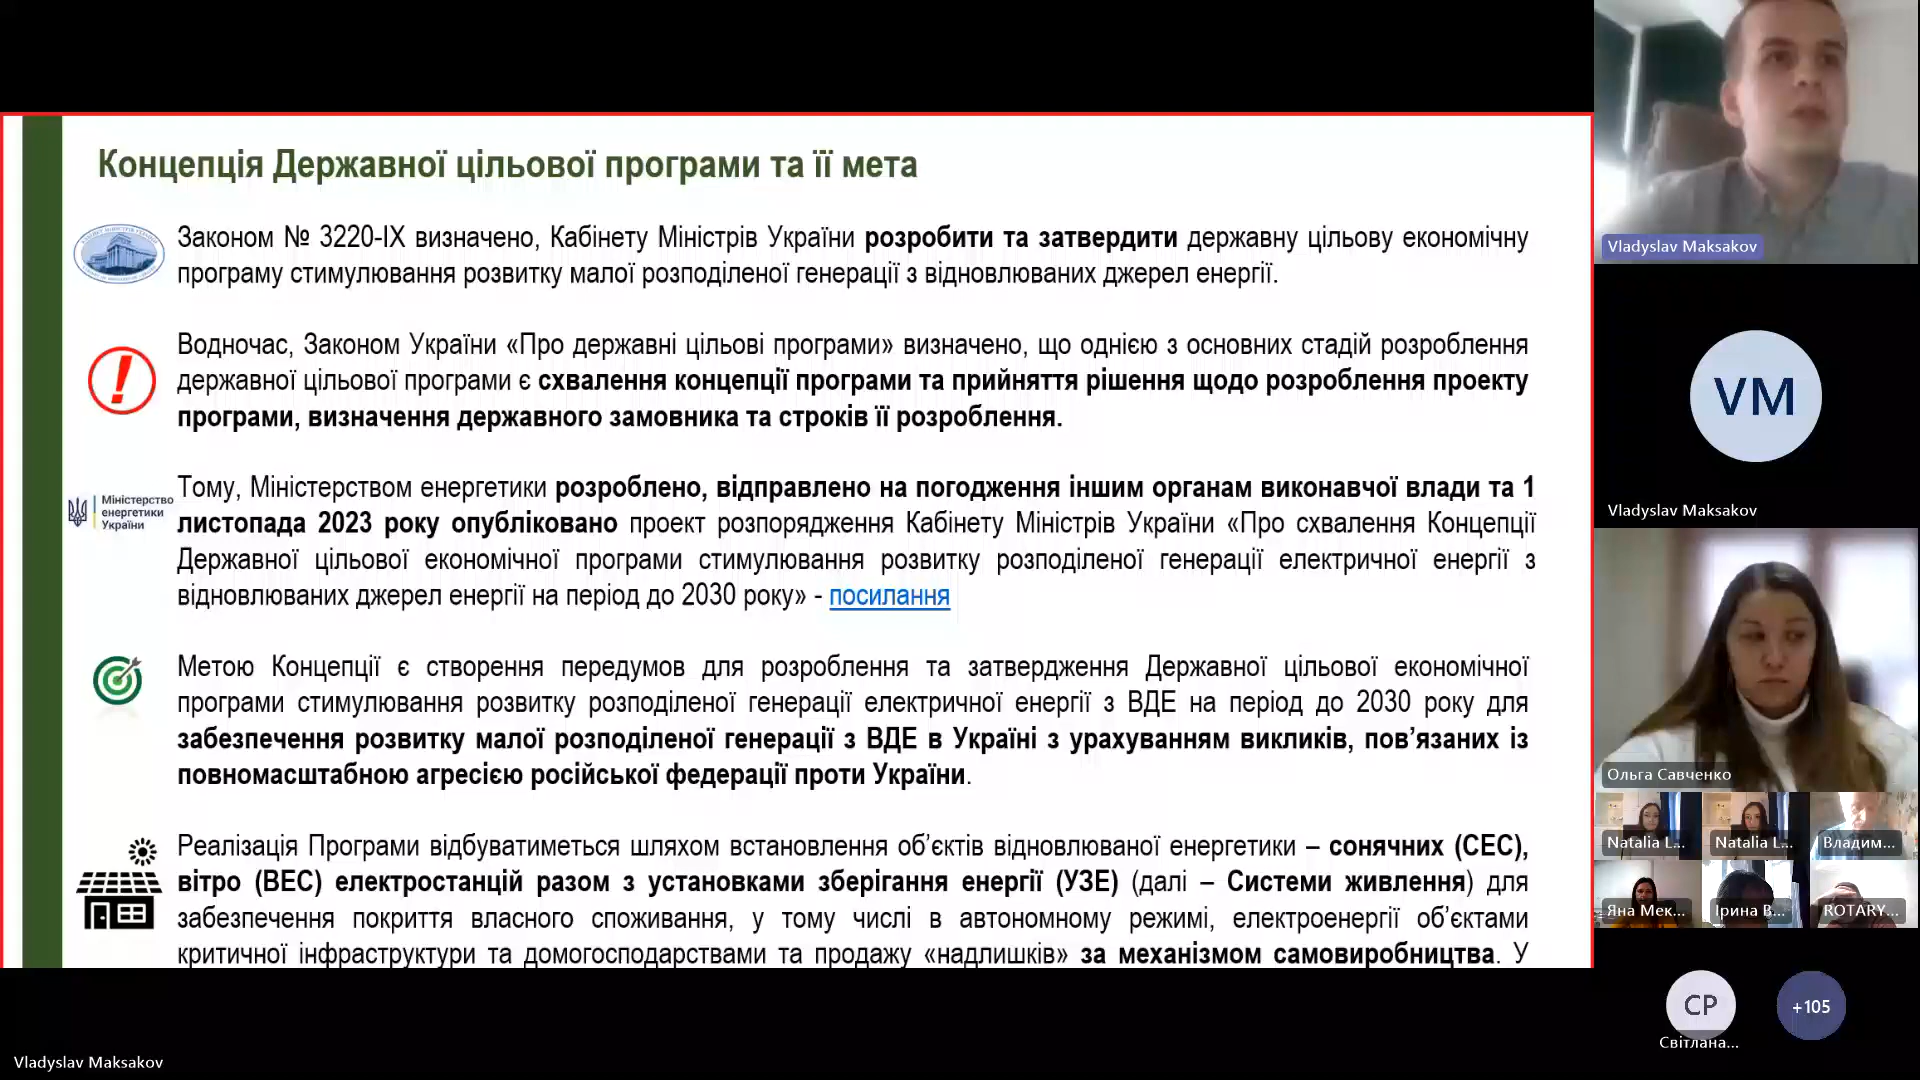 Концепція Державної цільової програми та її мета
Законом № 3220-IX визначено, Кабінету Міністрів України розробити та затвердити державну цільову економічну
програму стимулювання розвитку малої розподіленої генерації з відновлюваних джерел енергії.
Водночас, Законом України «Про державні цільові програми» визначено, що однією з основних стадій розроблення
державної цільової програми є схвалення концепції програми та прийняття рішення щодо розроблення проекту
програми, визначення державного замовника та строків її розроблення.
Міністерство
енергетики
України
Тому, Міністерством енергетики розроблено, відправлено на погодження іншим органам виконавчої влади та 1
листопада 2023 року опубліковано проект розпорядження Кабінету Міністрів України «Про схвалення Концепції
Державної цільової економічної програми стимулювання розвитку розподіленої генерації електричної енергії з
відновлюваних джерел енергії на період до 2030 року» - посилання
Метою Концепції є створення передумов для розроблення та затвердження Державної цільової економічної
програми стимулювання розвитку розподіленої генерації електричної енергії з ВДЕ на період до 2030 року для
забезпечення розвитку малої розподіленої генерації з ВДЕ в Україні з урахуванням викликів, пов’язаних із
повномасштабною агресією російської федерації проти України.
Реалізація Програми відбуватиметься шляхом встановлення об’єктів відновлюваної енергетики – сонячних (СЕС),
вітро (ВЕС) електростанцій разом з установками зберігання енергії (УЗЕ) (далі – Системи живлення) для
забезпечення покриття власного споживання, у тому числі в автономному режимі, електроенергії об’єктами
критичної інфраструктури та домогосподарствами та продажу «надлишків» за механізмом самовиробництва. У
Vladyslav Maksakov
Vladyslav Maksakov
VM
Vladyslav Maksakov
Ольга Савченко
Natalia L...
Natalia L...
Владим...
Яна Мек...
Ірина В...
ROTARY...
СР
Світлана...
+105